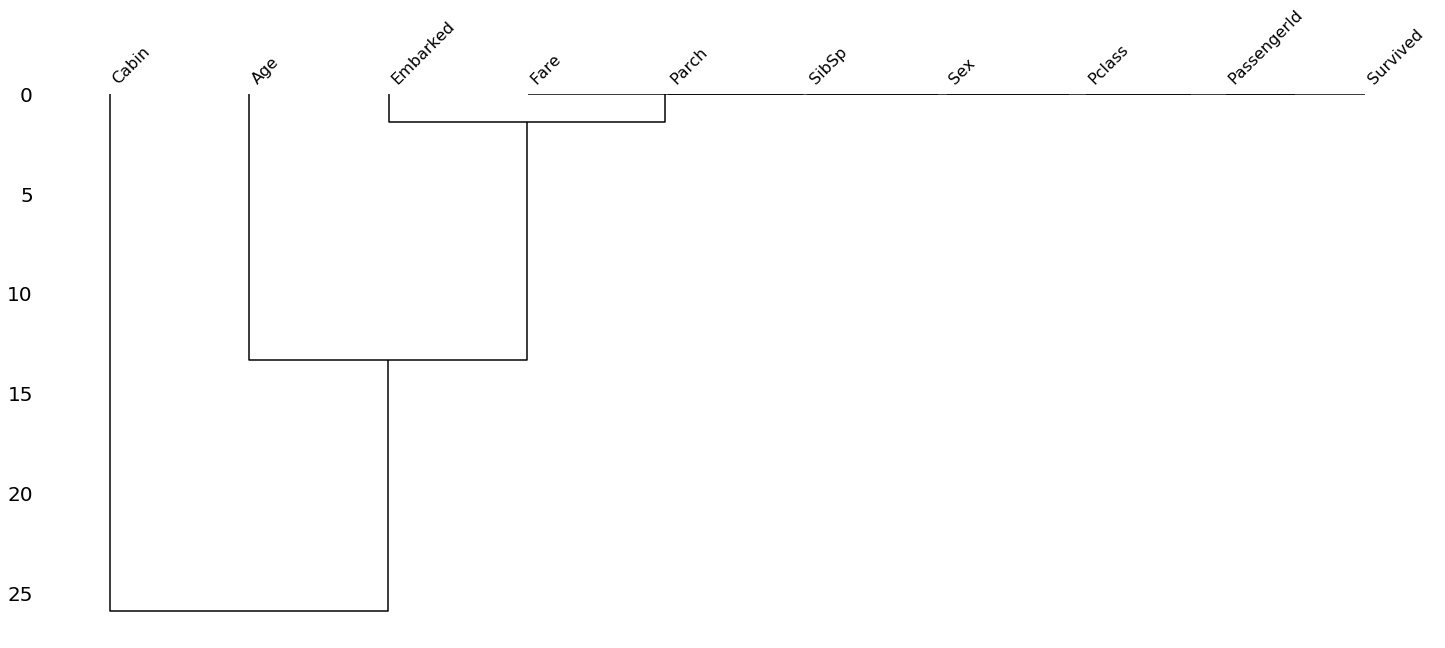 Cabin
Age
Embarked
Fare
Parch
SibSp
Sex
Pclass
PassengerId
Survived
0
5
10
15
20
25